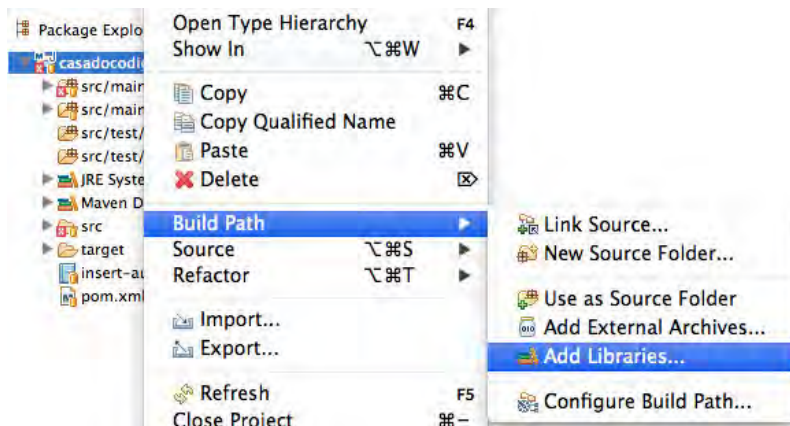 Package Explo
casadocodi
src/main
src/main
src/test/
src/test/
JRE Syste
Maven D
src
target
insert-au
pom.xml
Open Type Hierarchy F4
Show In ⌥⌘W
Copy ⌘C
Copy Qualified Name
Paste ⌘V
Delete ⌦
Build Path
Source ⌥⌘S
Refactor ⌥⌘T
Import...
Export...
Refresh F5
Close Project
Link Source...
New Source Folder...
Use as Source Folder
Add External Archives...
Add Libraries...
Configure Build Path...